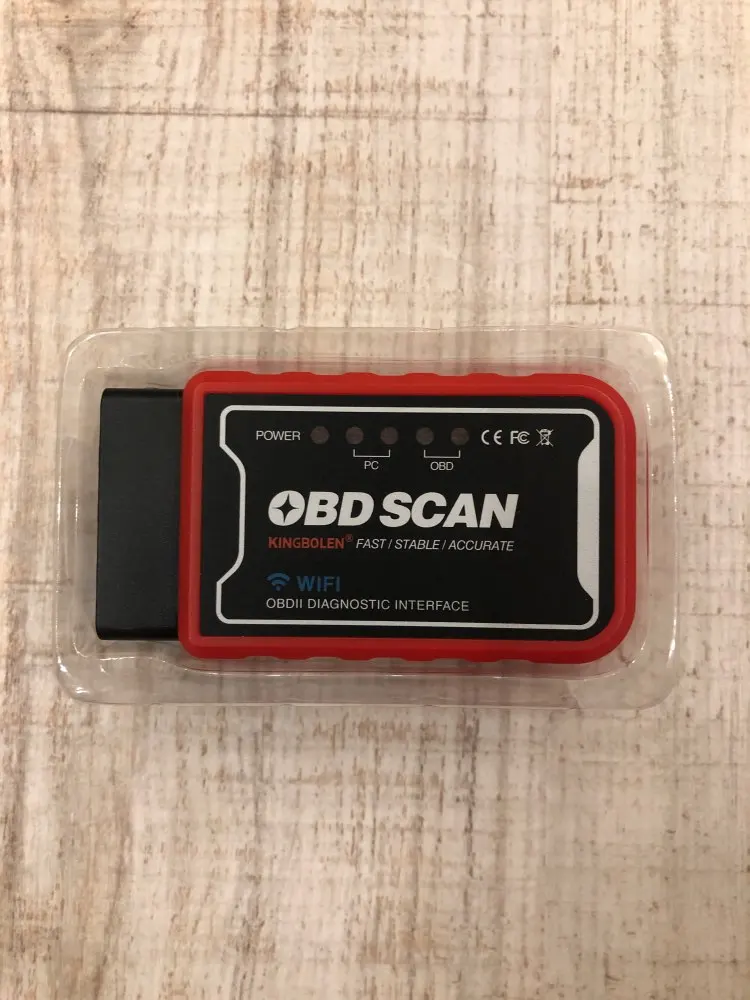 POWER CE FC
PC OBD
OBD SCAN
KINGBOLEN® FAST / STABLE / ACCURATE
WIFI
OBDII DIAGNOSTIC INTERFACE